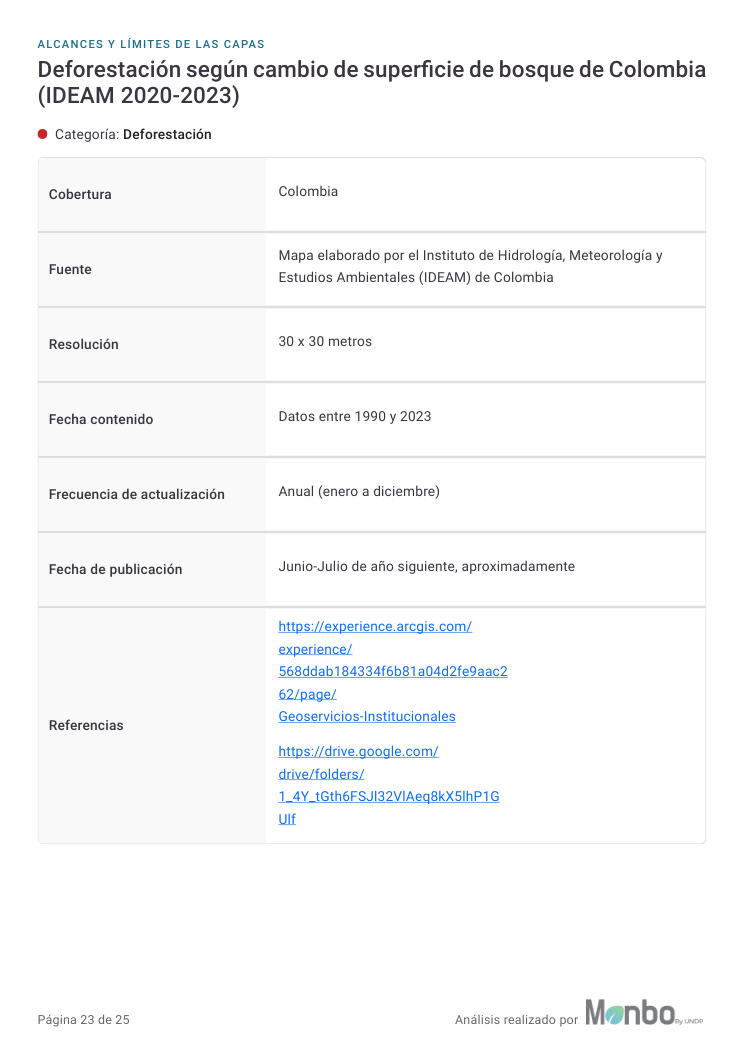 ALCANCES Y LÍMITES DE LAS CAPAS
Deforestación según cambio de superficie de bosque de Colombia
(IDEAM 2020-2023)
Categoría: Deforestación
Cobertura
Colombia
Fuente
Mapa elaborado por el Instituto de Hidrología, Meteorología y
Estudios Ambientales (IDEAM) de Colombia
Resolución
30 x 30 metros
Fecha contenido
Datos entre 1990 y 2023
Frecuencia de actualización
Anual (enero a diciembre)
Fecha de publicación
Junio-Julio de año siguiente, aproximadamente
Referencias
https://experience.arcgis.com/
experience/
568ddab184334f6b81a04d2fe9aac2
62/page/
Geoservicios-Institucionales
https://drive.google.com/
drive/folders/
1_4Y_tGth6FSJl32VlAeq8kX5lhP1G
Ulf
Página 23 de 25
Análisis realizado por Monbo By UNDP